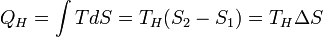 Q_H = ∫ TdS = T_H(S_2 − S_1) = T_HΔS